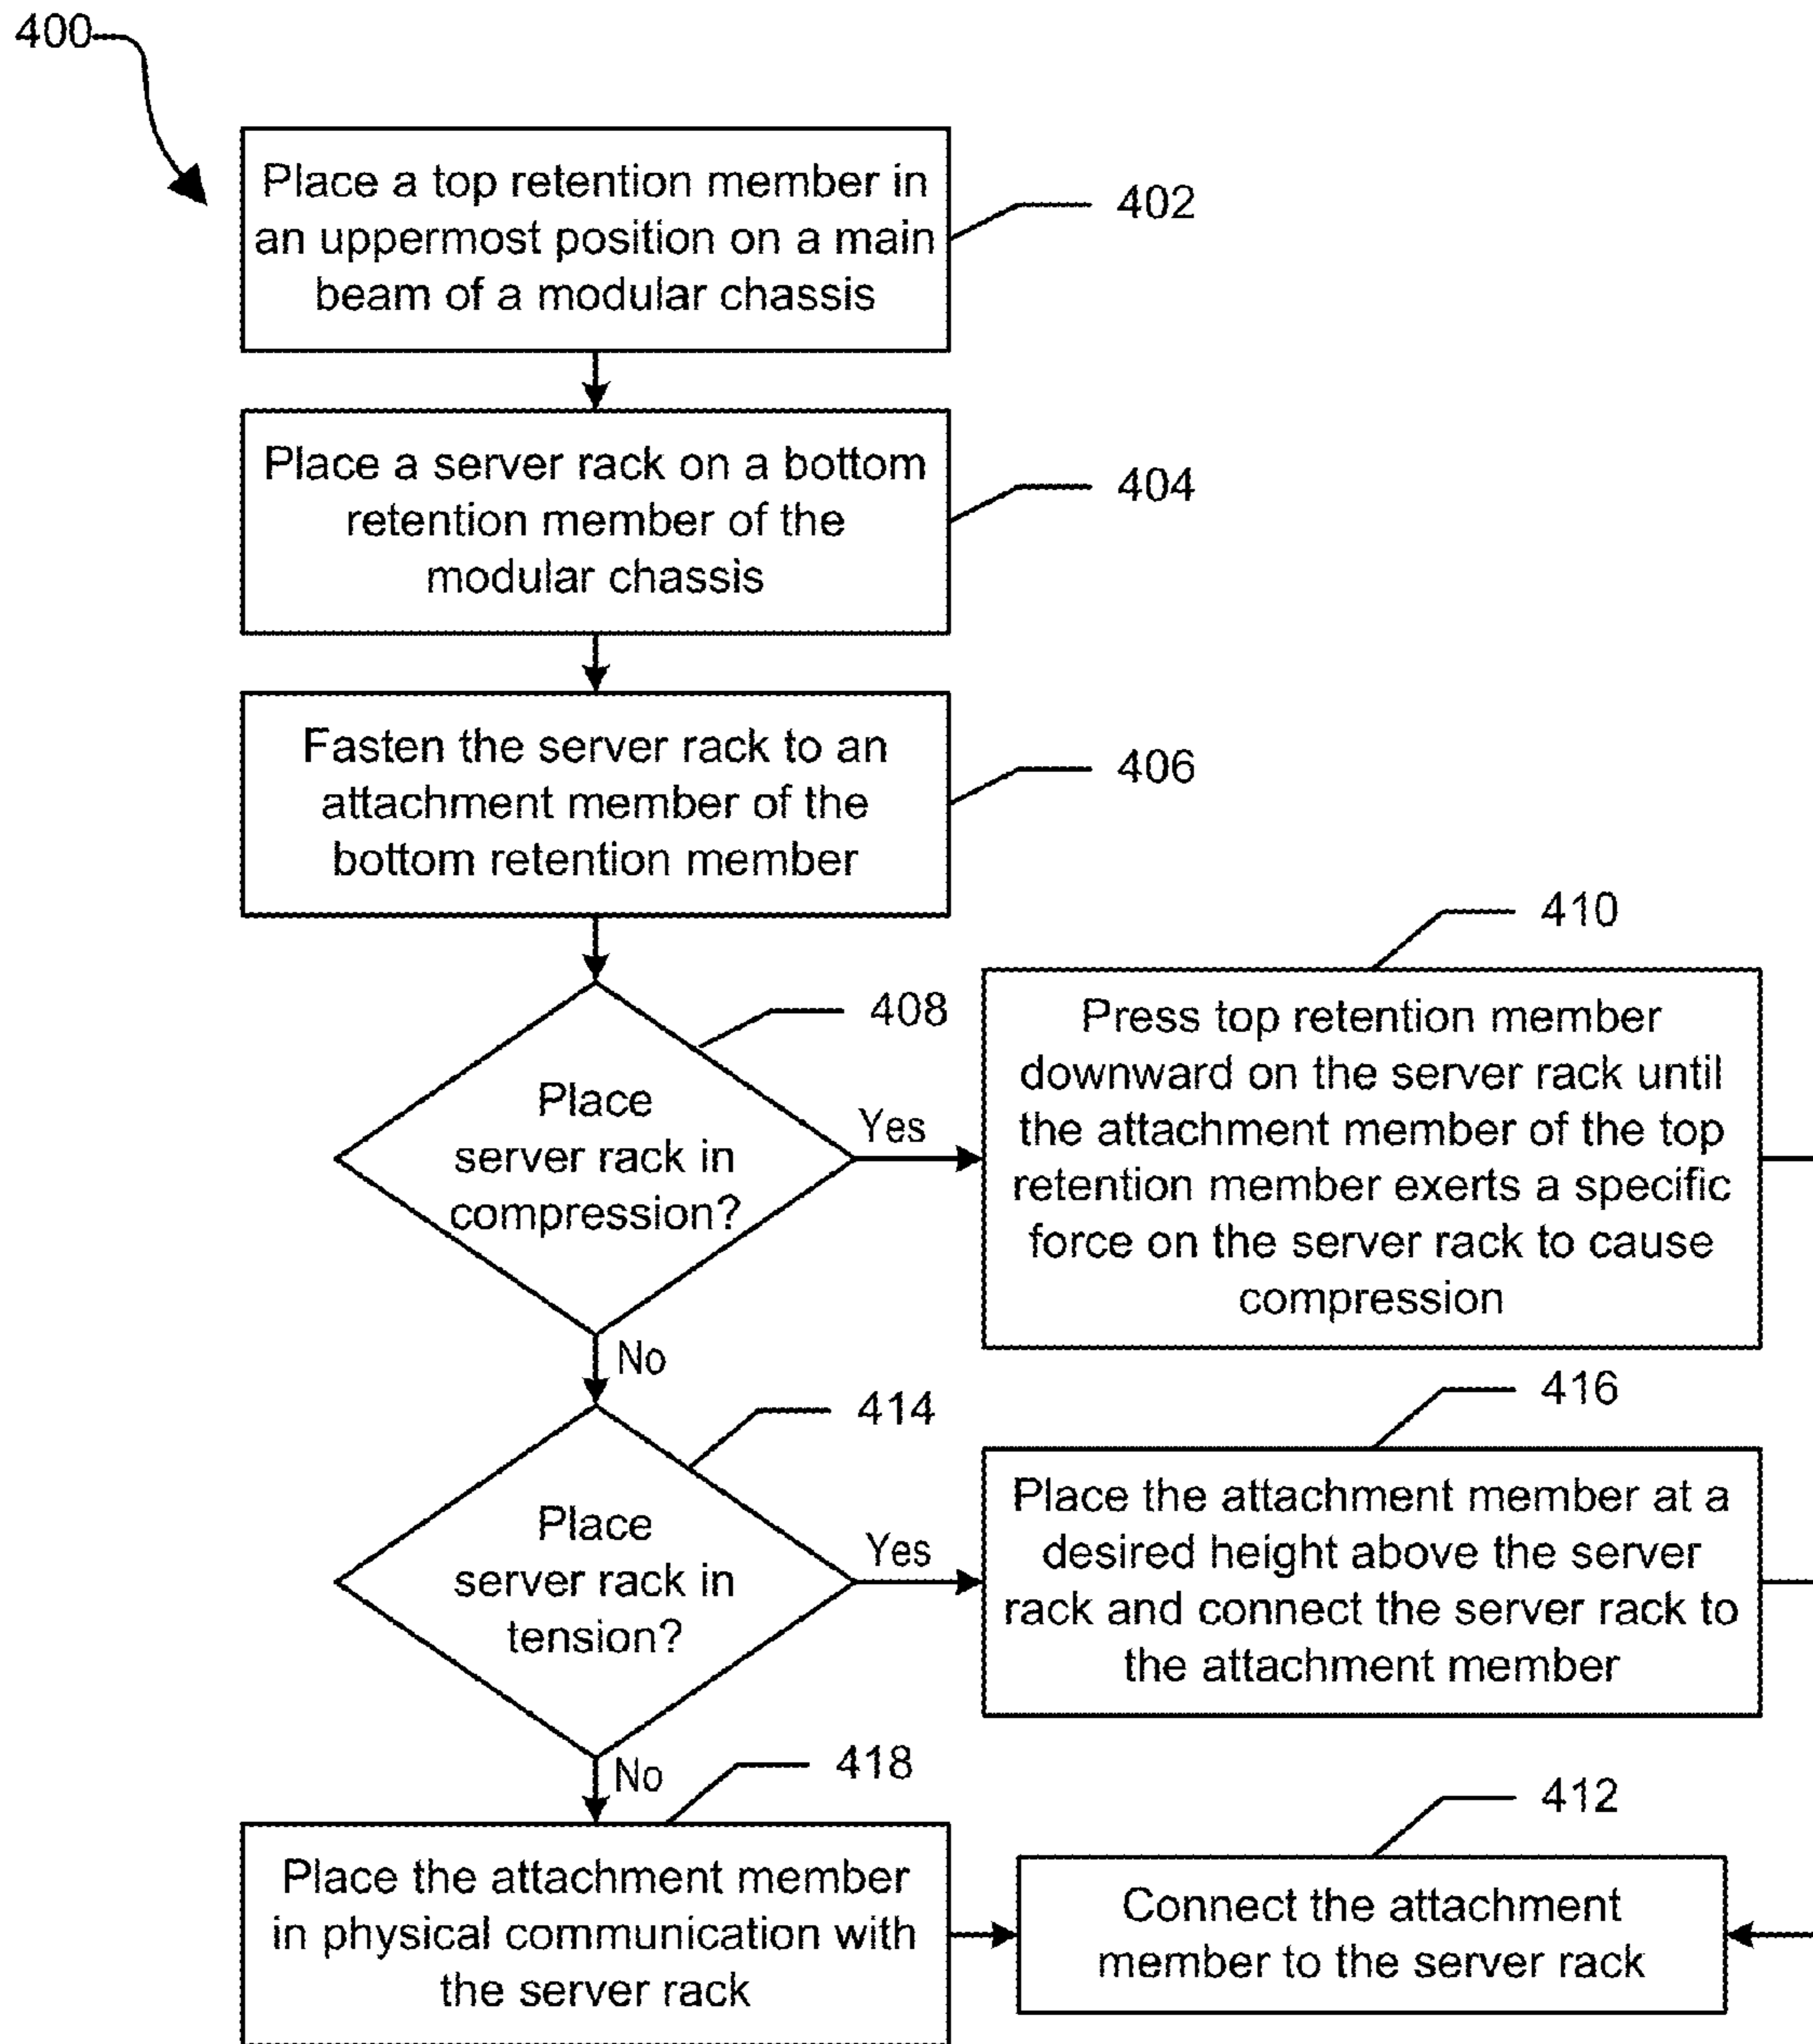 400
Place a top retention member in
an uppermost position on a main
beam of a modular chassis
402
Place a server rack on a bottom
retention member of the
modular chassis
404
Fasten the server rack to an
attachment member of the
bottom retention member
406
Place
server rack in
compression?
408
Yes
No
410
Press top retention member
downward on the server rack until
the attachment member of the top
retention member exerts a specific
force on the server rack to cause
compression
Place
server rack in
tension?
414
Yes
No
416
Place the attachment member at a
desired height above the server
rack and connect the server rack to
the attachment member
418
Place the attachment member
in physical communication with
the server rack
412
Connect the attachment
member to the server rack